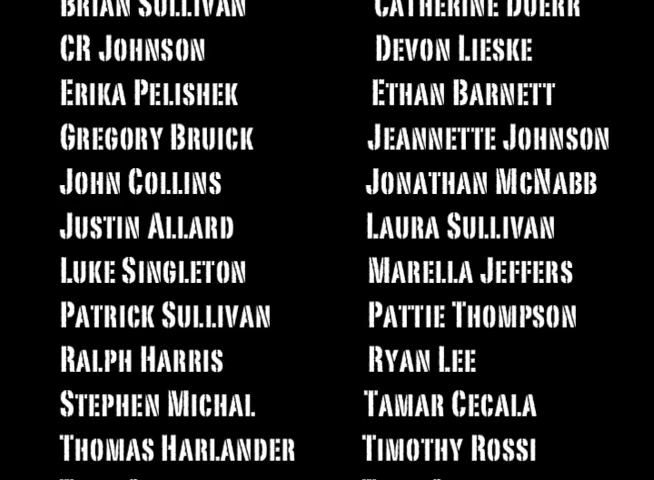 BRIAN SULLIVAN CATHERINE DUERR
CR JOHNSON DEVON LIESKE
ERIKA PELISHEK ETHAN BARNETT
GREGORY BRUICK JEANNETTE JOHNSON
JOHN COLLINS JONATHAN MCNABB
JUSTIN ALLARD LAURA SULLIVAN
LUKE SINGLETON MARELLA JEFFERS
PATRICK SULLIVAN PATTIE THOMPSON
RALPH HARRIS RYAN LEE
STEPHEN MICHAL TAMAR CECALA
THOMAS HARLANDER TIMOTHY ROSSI